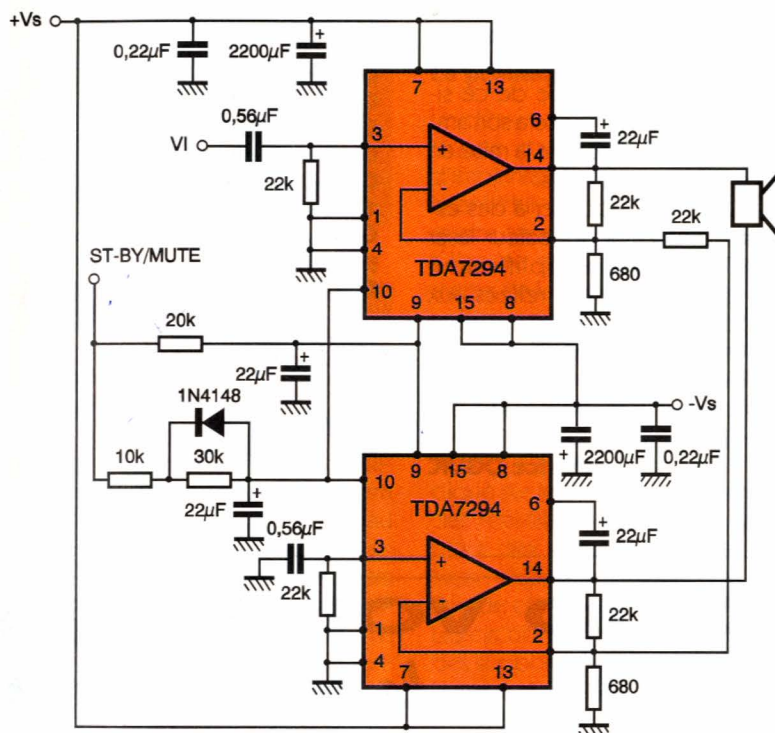 +Vs
0,22µF
2200µF
+
7
13
0,56µF
VI
3
6
+
22µF
+
-
14
22k
22k
22k
1
2
4
680
TDA7294
ST-BY/MUTE
10
9
15
8
20k
+
22µF
1N4148
-Vs
+
2200µF
0,22µF
9
15
8
10k
30k
10
TDA7294
6
22µF
+
+
22µF
0,56µF
3
+
-
14
22k
22k
1
2
4
680
7
13